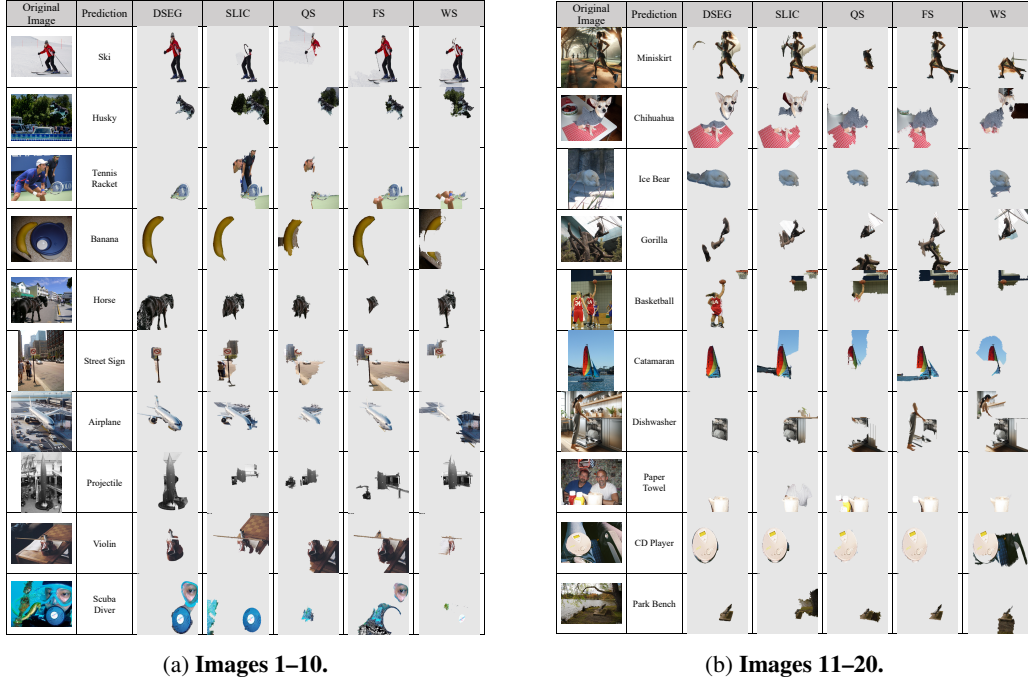 Original Image Prediction DSEG SLIC QS FS WS
Ski
Husky
Tennis Racket
Banana
Horse
Street Sign
Airplane
Projectile
Violin
Scuba Diver
(a) Images 1–10.
Original Image Prediction DSEG SLIC QS FS WS
Miniskirt
Chihuahua
Ice Bear
Gorilla
Basketball
Catamaran
Dishwasher
Paper Towel
CD Player
Park Bench
(b) Images 11–20.